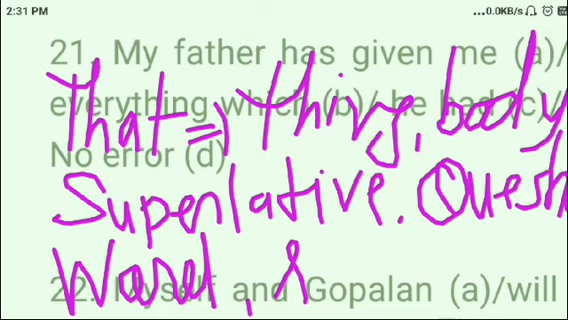 2:31 PM ...0.0KB/s
21. My father has given me (a)/
everything which (b)/ he had (c)/
That => Thing, body
No error (d)
Superlative. Quesh
Word, &
22. Myself and Gopalan (a)/will